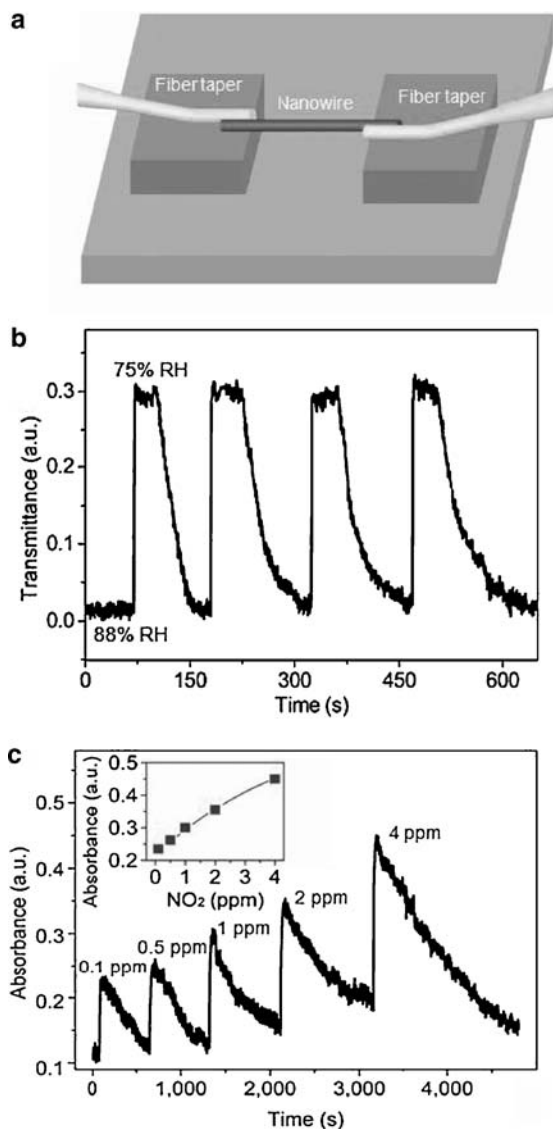 a
Fiber taper
Nanowire
Fiber taper
b
75% RH
88% RH
Transmittance (a.u.)
0.3
0.2
0.1
0.0
0 150 300 450 600
Time (s)
c
Absorbance (a.u.)
0.5
0.4
0.3
0.2
0.1
0.5
0.4
0.3
0.2
Absorbance (a.u.)
0 1 2 3 4
NO₂ (ppm)
0.1 ppm
0.5 ppm
1 ppm
2 ppm
4 ppm
0 1,000 2,000 3,000 4,000
Time (s)